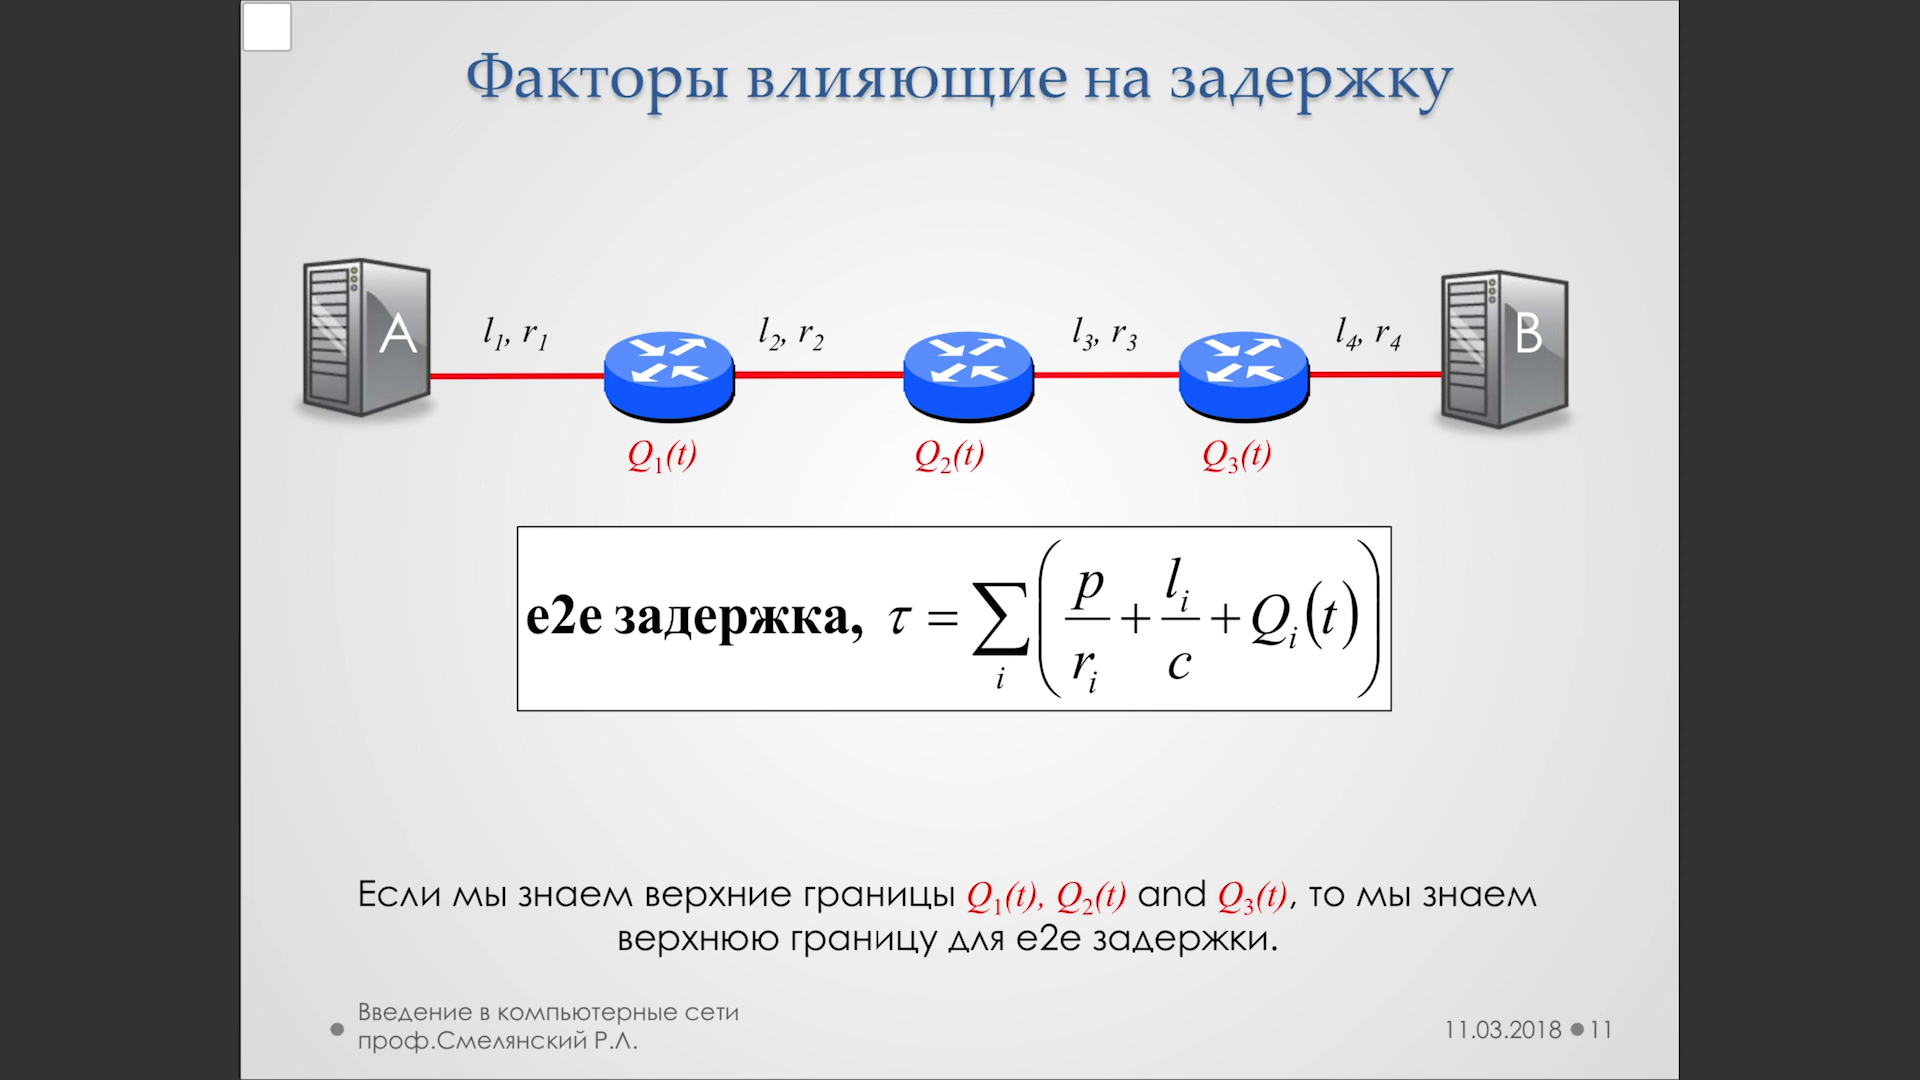 Факторы влияющие на задержку
A
l₁, r₁
l₂, r₂
l₃, r₃
l₄, r₄
B
Q₁(t)
Q₂(t)
Q₃(t)
e2e задержка, τ = ∑ᵢ (p/rᵢ + lᵢ/c + Qᵢ(t))
Если мы знаем верхние границы Q₁(t), Q₂(t) and Q₃(t), то мы знаем
верхнюю границу для e2e задержки.
Введение в компьютерные сети
проф.Смелянский Р.Л.
11.03.2018 ● 11